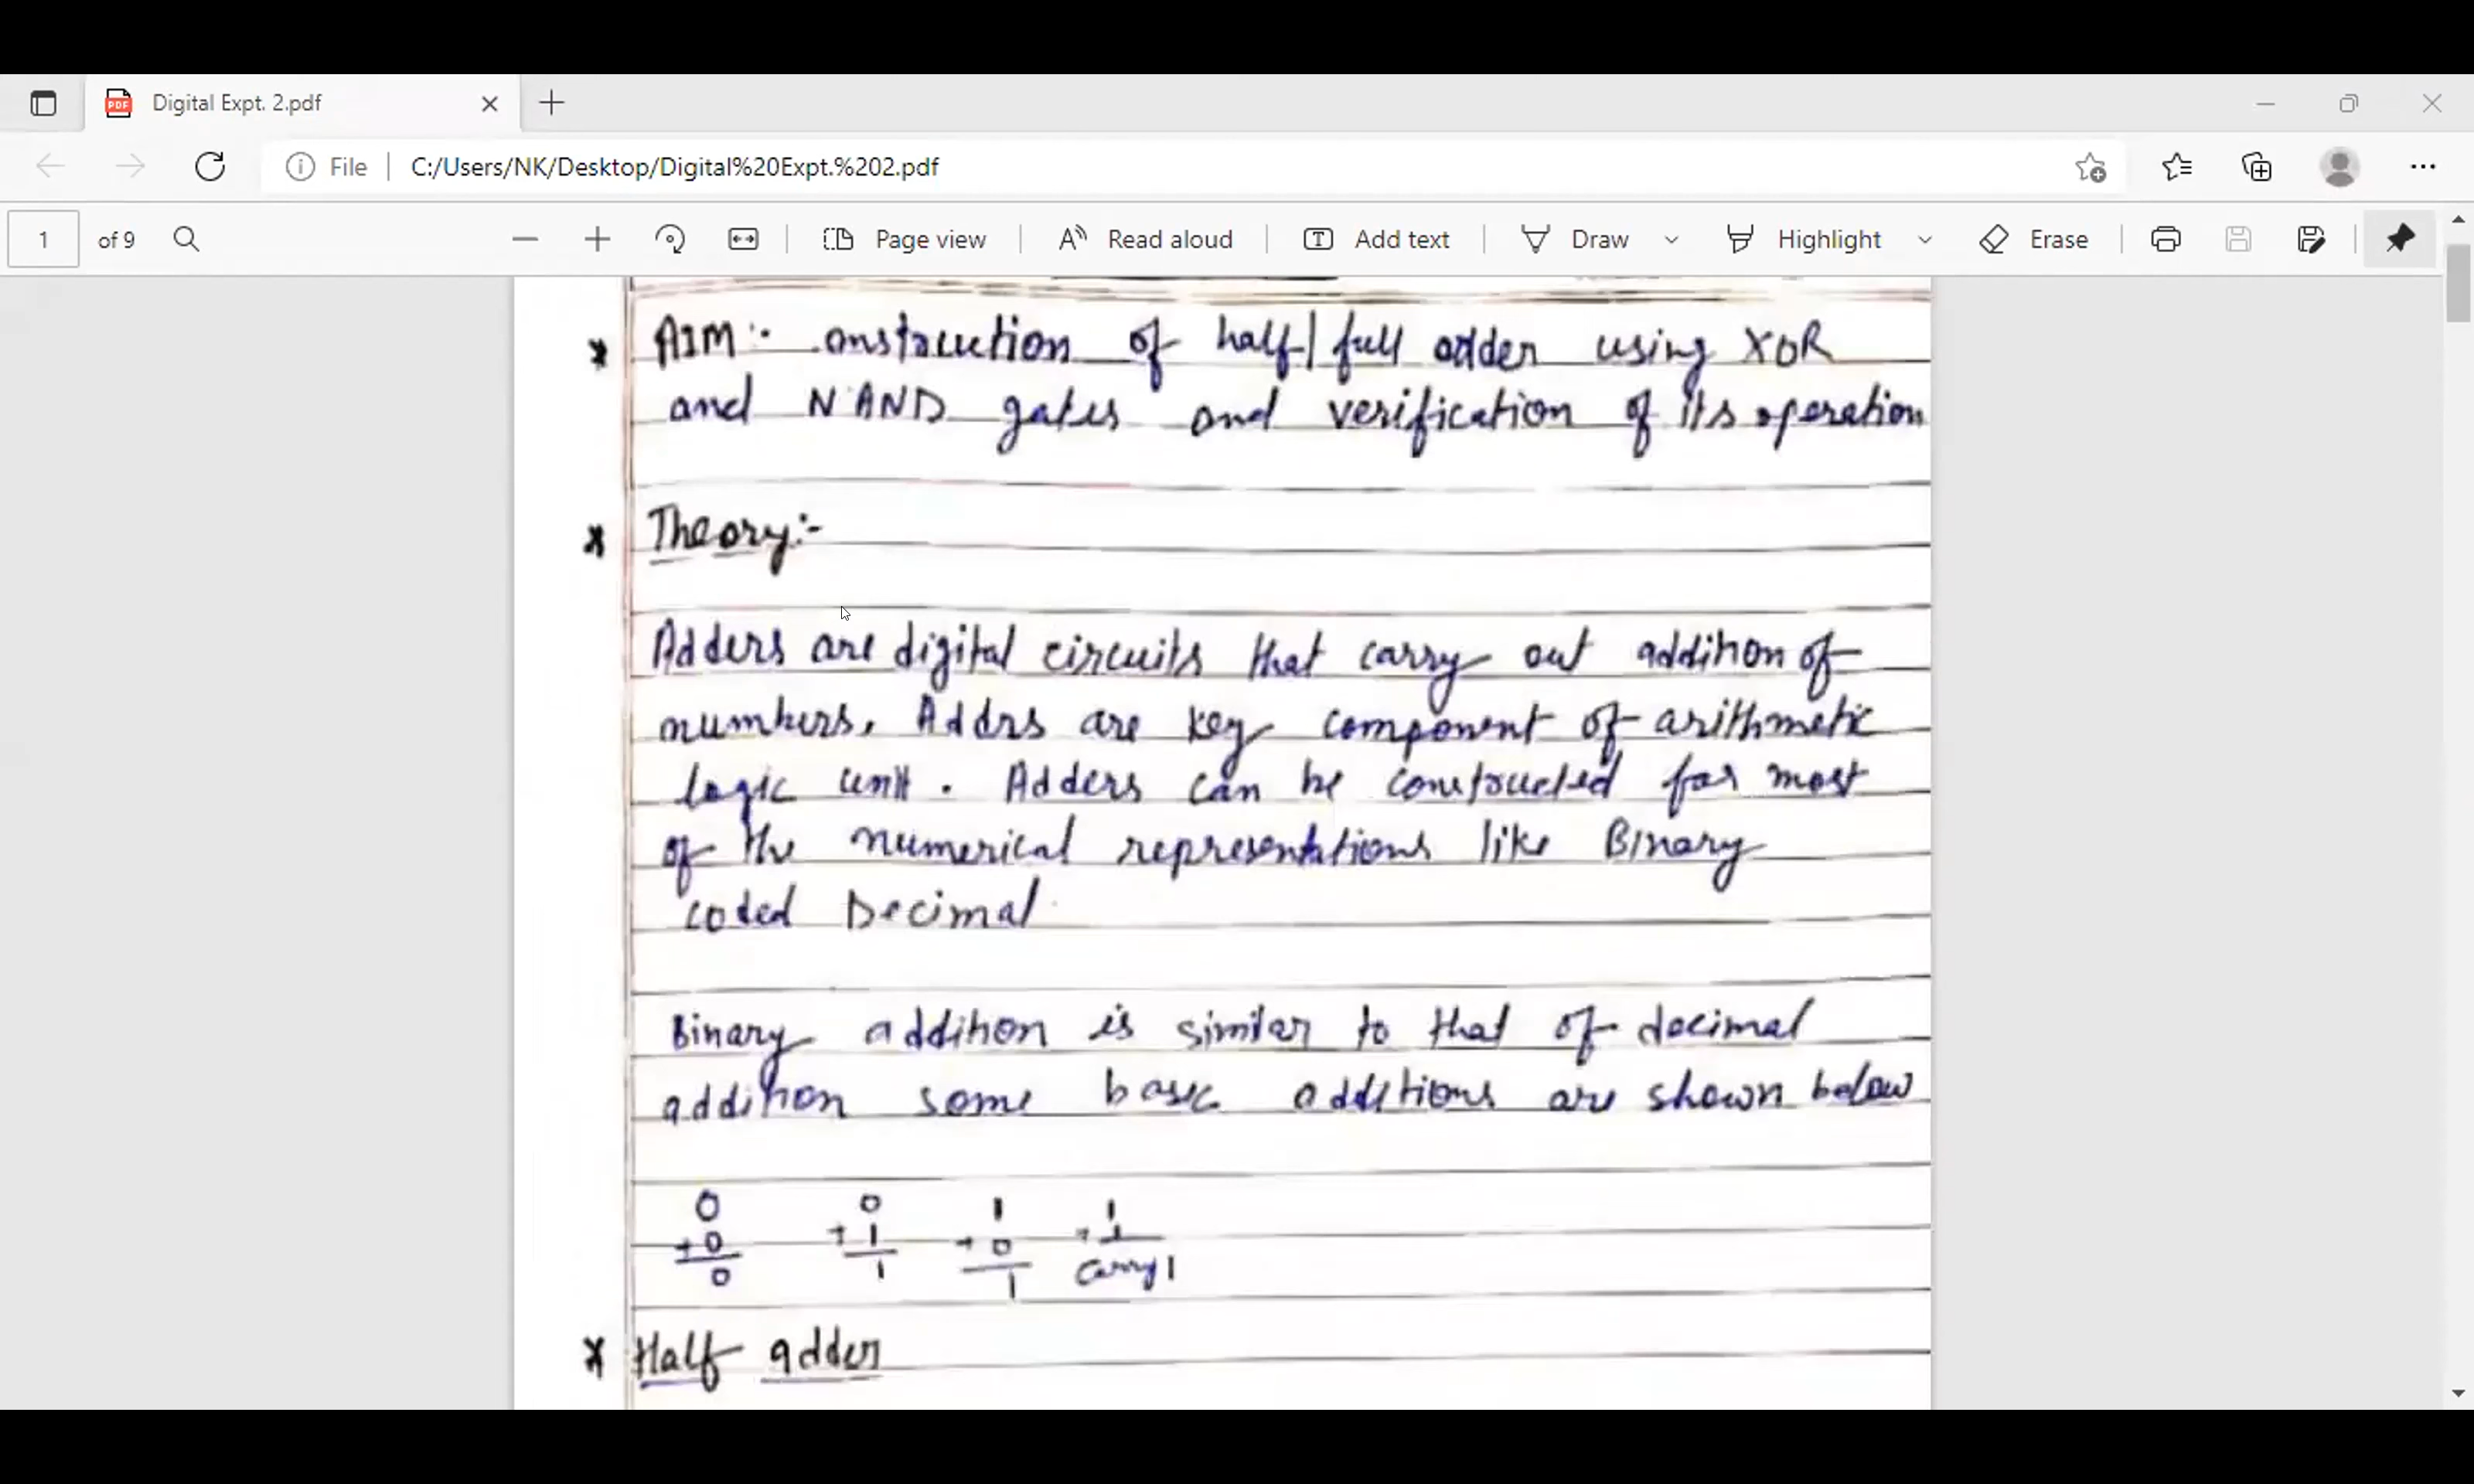 Digital Expt. 2.pdf
File C:/Users/NK/Desktop/Digital%20Expt.%202.pdf
1 of 9 Page view Read aloud Add text Draw Highlight Erase
* AIM :- .onstruction of half/full adder using XOR
and NAND gates and verification of its operation
* Theory:-
Adders are digital circuits that carry out addition of
numbers. Addrs are key component of arithmetic
logic unit. Adders can be constructed for most
of the numerical representations like Binary
coded Decimal
Binary addition is similar to that of decimal
addition some basic additions are shown below
0 0 1 1
+0 +1 +0 +1
0 1 1 carry 1
* Half adder